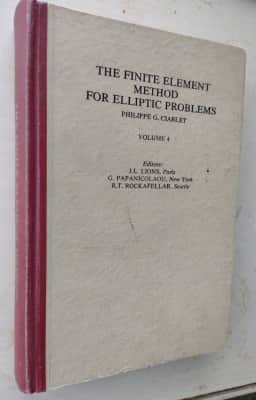 THE FINITE ELEMENT
METHOD
FOR ELLIPTIC PROBLEMS
PHILIPPE G. CIARLET
VOLUME 4
Editors:
J.L. LIONS, Paris
G. PAPANICOLAOU, New York
R.T. ROCKAFELLAR, Seattle